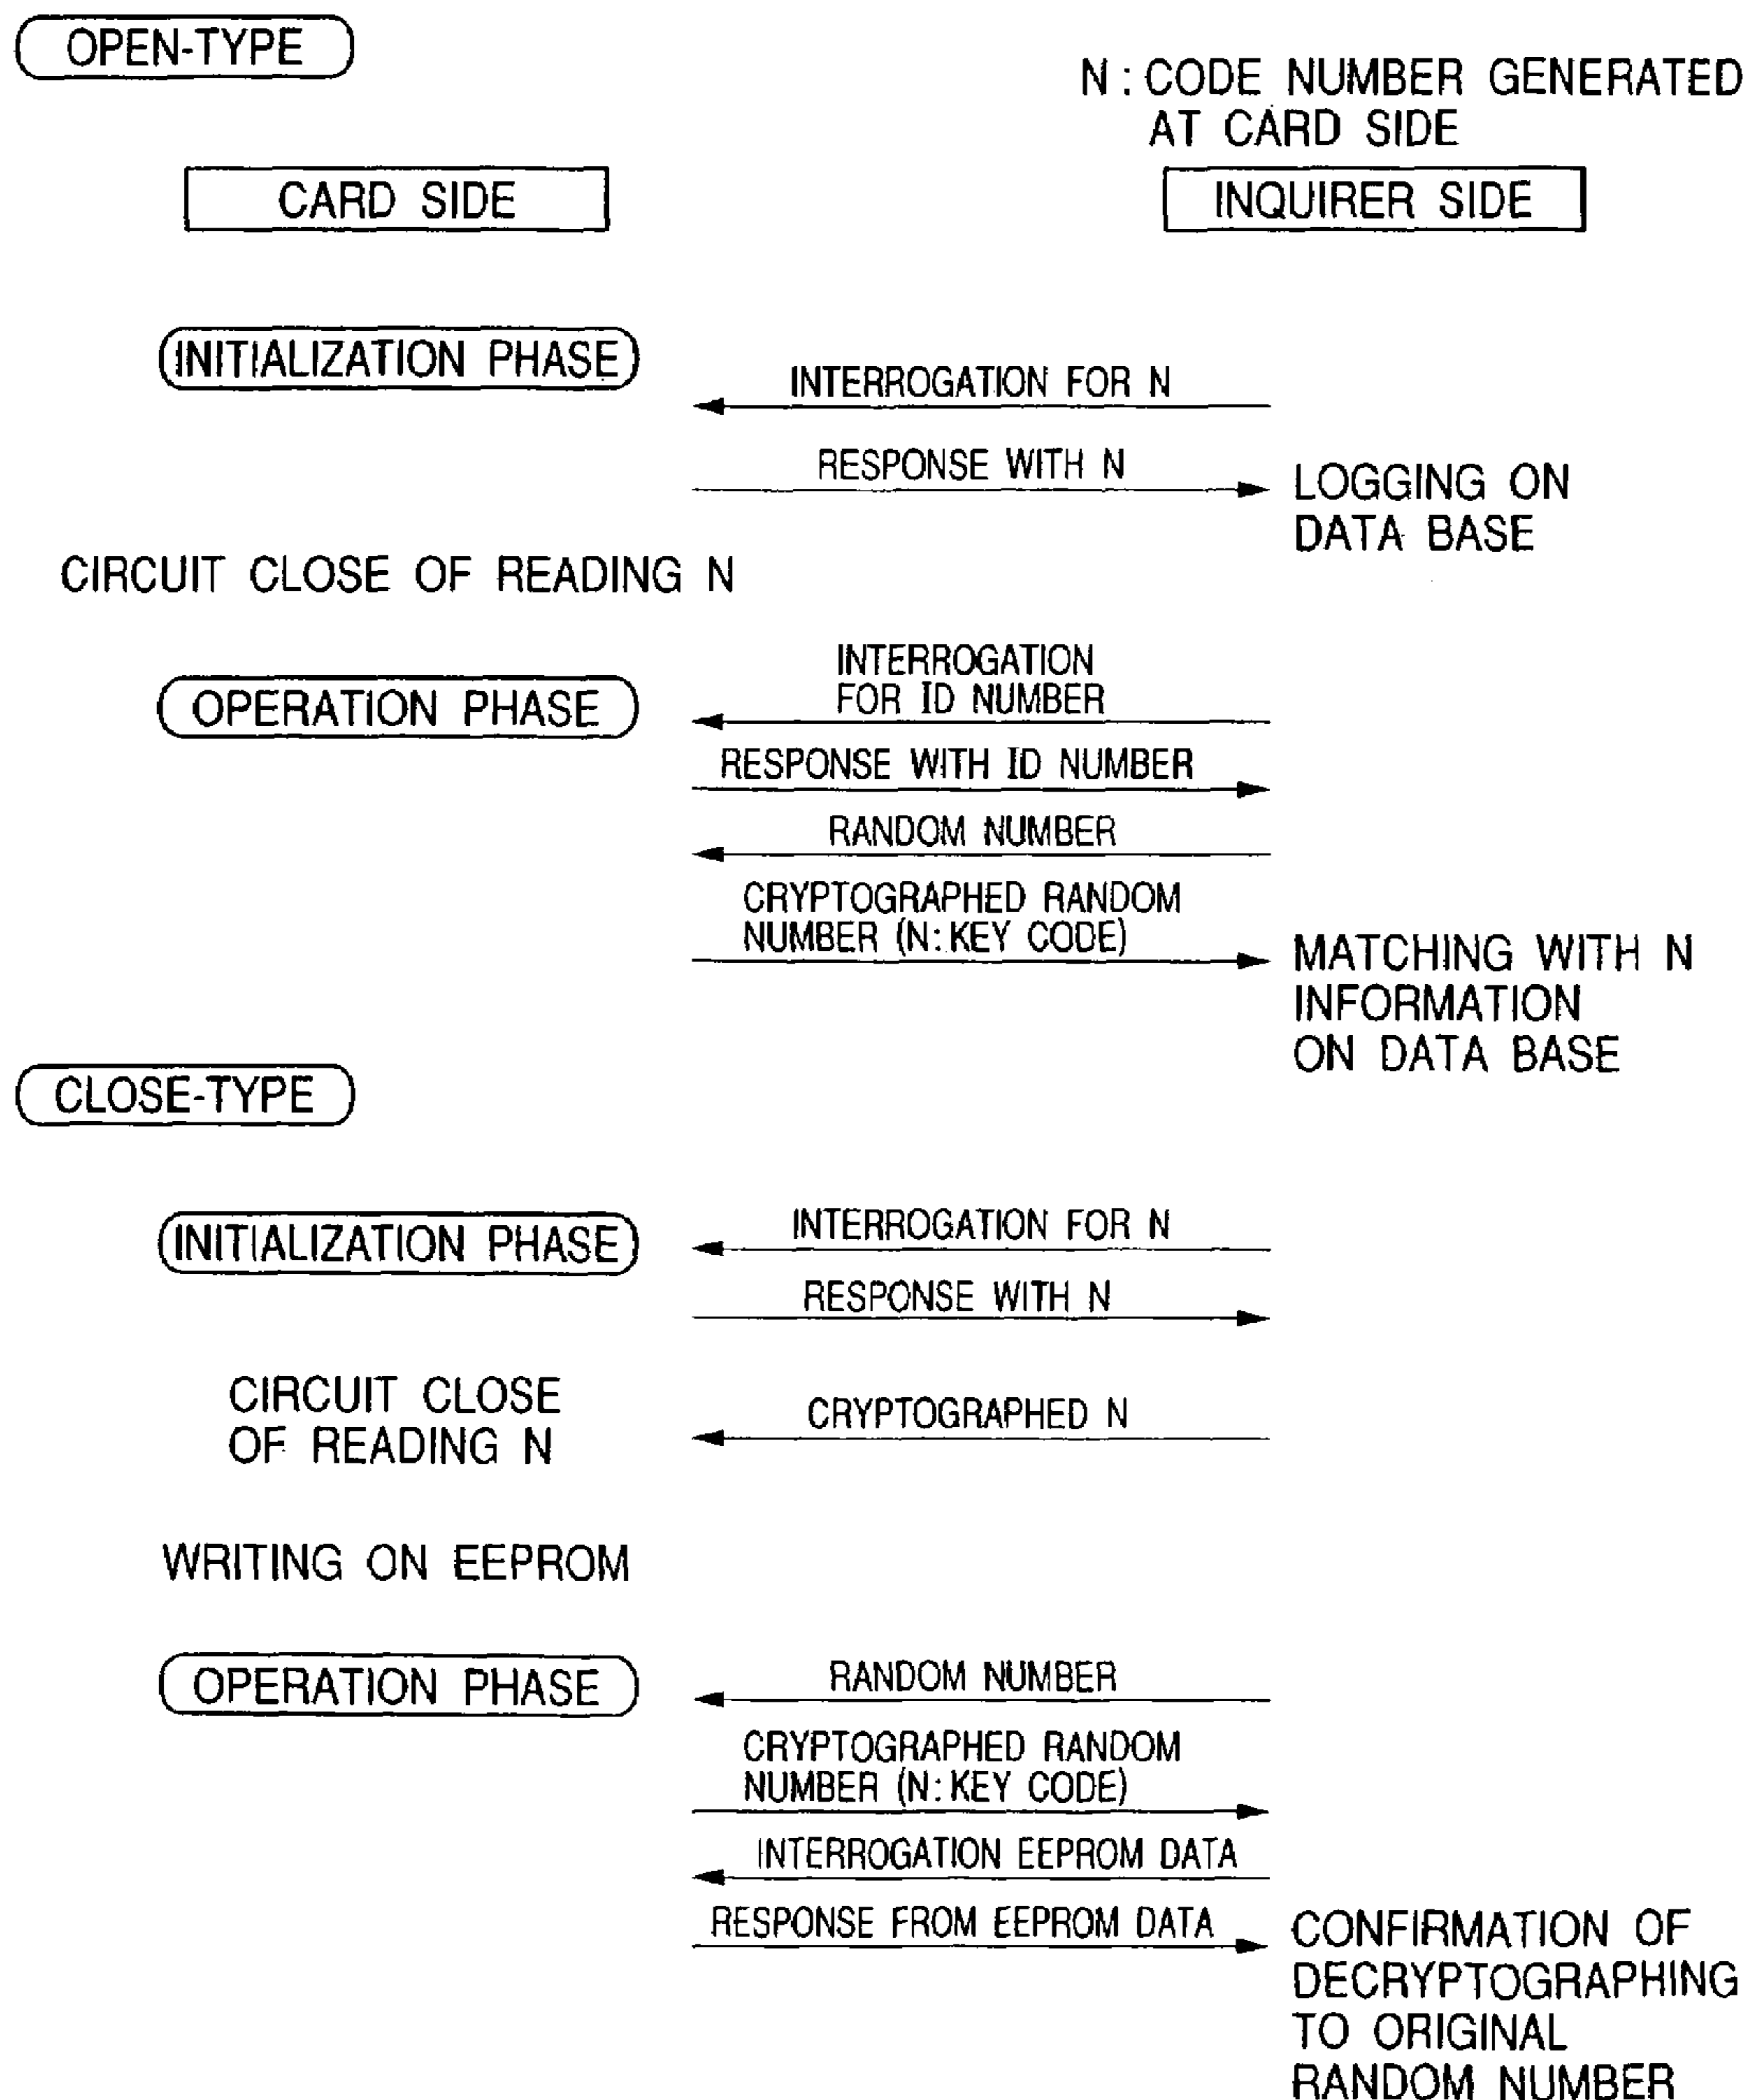 OPEN-TYPE
N: CODE NUMBER GENERATED
AT CARD SIDE
CARD SIDE
INQUIRER SIDE
INITIALIZATION PHASE
INTERROGATION FOR N
RESPONSE WITH N
LOGGING ON
DATA BASE
CIRCUIT CLOSE OF READING N
OPERATION PHASE
INTERROGATION
FOR ID NUMBER
RESPONSE WITH ID NUMBER
RANDOM NUMBER
CRYPTOGRAPHED RANDOM
NUMBER (N: KEY CODE)
MATCHING WITH N
INFORMATION
ON DATA BASE
CLOSE-TYPE
INITIALIZATION PHASE
INTERROGATION FOR N
RESPONSE WITH N
CIRCUIT CLOSE
OF READING N
CRYPTOGRAPHED N
WRITING ON EEPROM
OPERATION PHASE
RANDOM NUMBER
CRYPTOGRAPHED RANDOM
NUMBER (N: KEY CODE)
INTERROGATION EEPROM DATA
RESPONSE FROM EEPROM DATA
CONFIRMATION OF
DECRYPTOGRAPHING
TO ORIGINAL
RANDOM NUMBER